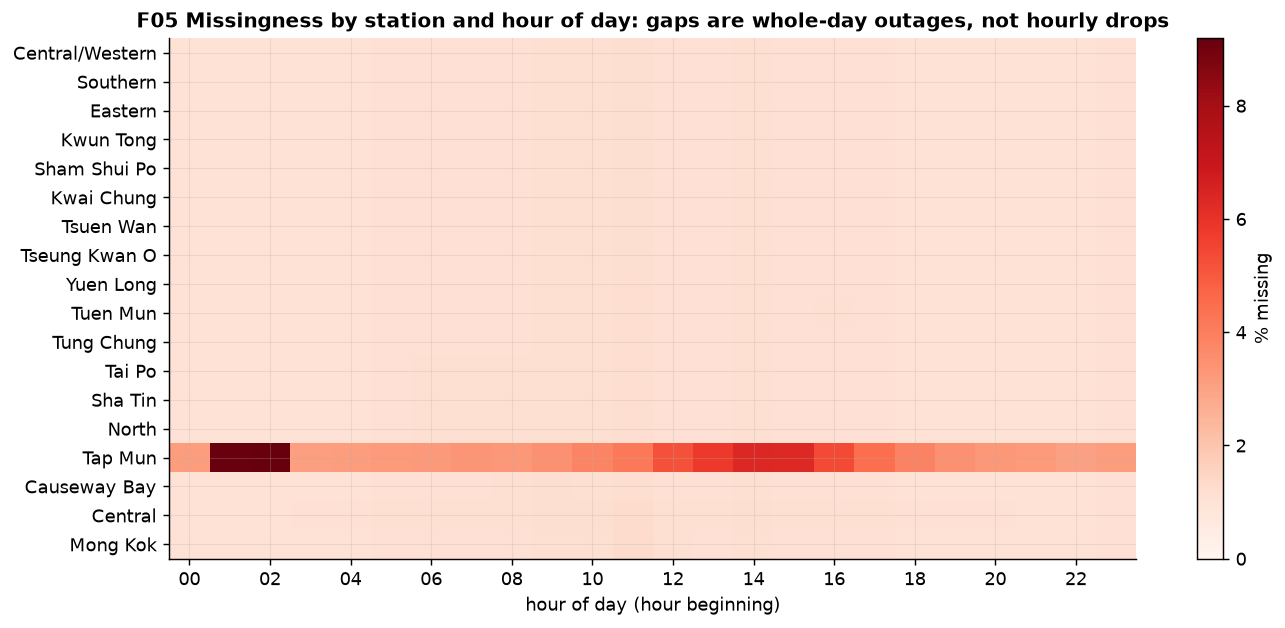 F05 Missingness by station and hour of day: gaps are whole-day outages, not hourly drops
Central/Western
Southern
Eastern
Kwun Tong
Sham Shui Po
Kwai Chung
Tsuen Wan
Tseung Kwan O
Yuen Long
Tuen Mun
Tung Chung
Tai Po
Sha Tin
North
Tap Mun
Causeway Bay
Central
Mong Kok
00 02 04 06 08 10 12 14 16 18 20 22
hour of day (hour beginning)
8
6
4
2
0
% missing